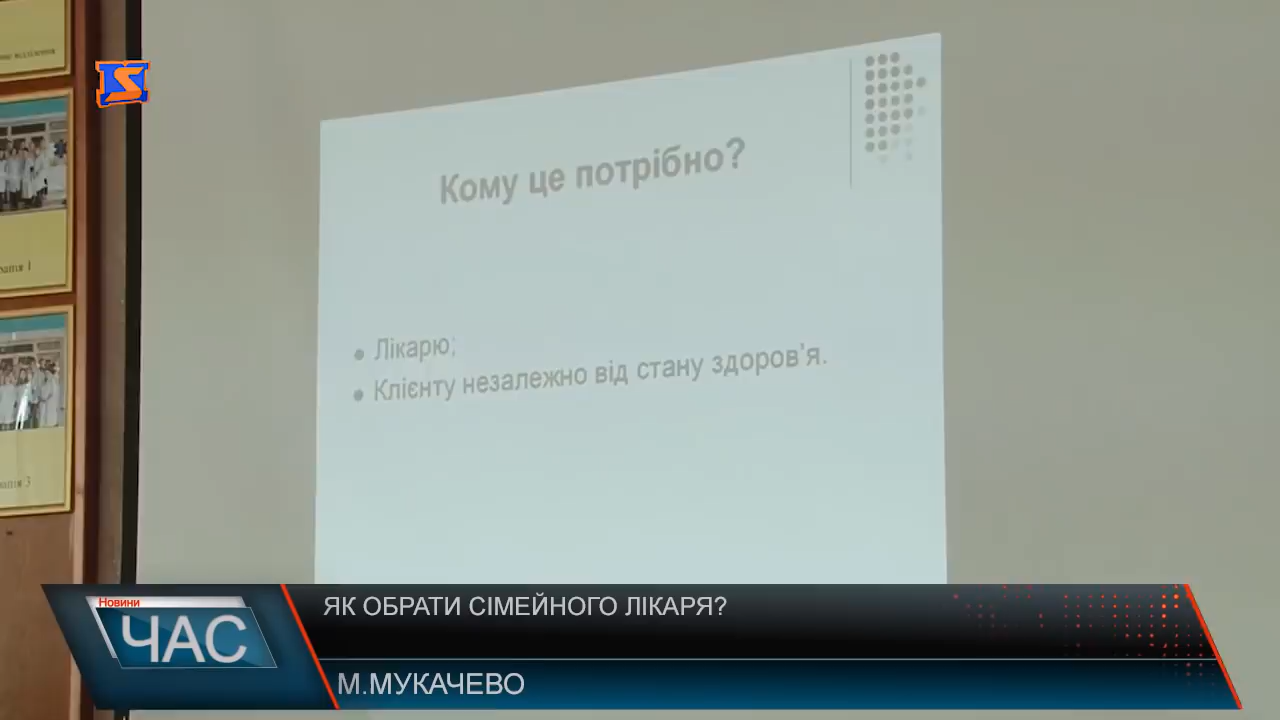 Кому це потрібно?
Лікарю;
Клієнту незалежно від стану здоров'я.
Новини
ЧАС
ЯК ОБРАТИ СІМЕЙНОГО ЛІКАРЯ?
М.МУКАЧЕВО